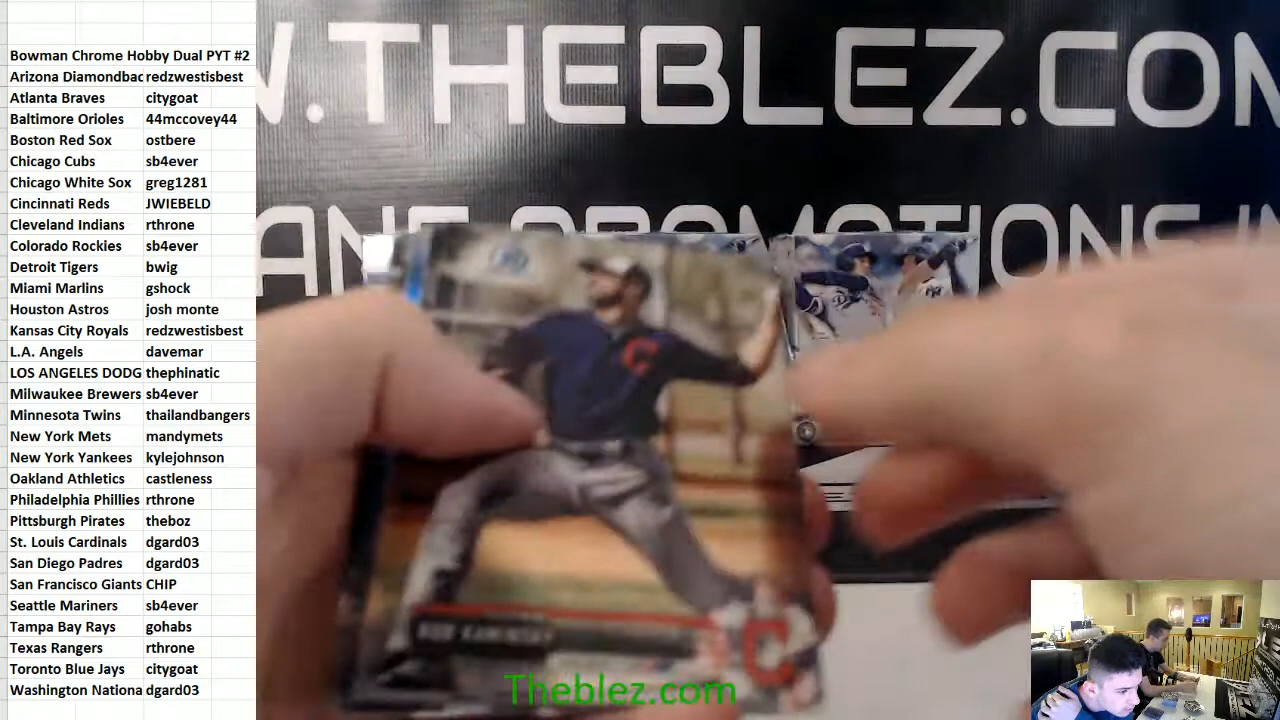 Bowman Chrome Hobby Dual PYT #2
Arizona Diamondbac redzwestisbest
Atlanta Braves citygoat
Baltimore Orioles 44mccovey44
Boston Red Sox ostbere
Chicago Cubs sb4ever
Chicago White Sox greg1281
Cincinnati Reds JWIEBELD
Cleveland Indians rthrone
Colorado Rockies sb4ever
Detroit Tigers bwig
Miami Marlins gshock
Houston Astros josh monte
Kansas City Royals redzwestisbest
L.A. Angels davemar
LOS ANGELES DODG thephinatic
Milwaukee Brewers sb4ever
Minnesota Twins thailandbangers
New York Mets mandymets
New York Yankees kylejohnson
Oakland Athletics castleness
Philadelphia Phillies rthrone
Pittsburgh Pirates theboz
St. Louis Cardinals dgard03
San Diego Padres dgard03
San Francisco Giants CHIP
Seattle Mariners sb4ever
Tampa Bay Rays gohabs
Texas Rangers rthrone
Toronto Blue Jays citygoat
Washington Nationa dgard03
W.THEBLEZ.COM
C
ROB KAMINSKY
C
Theblez.com